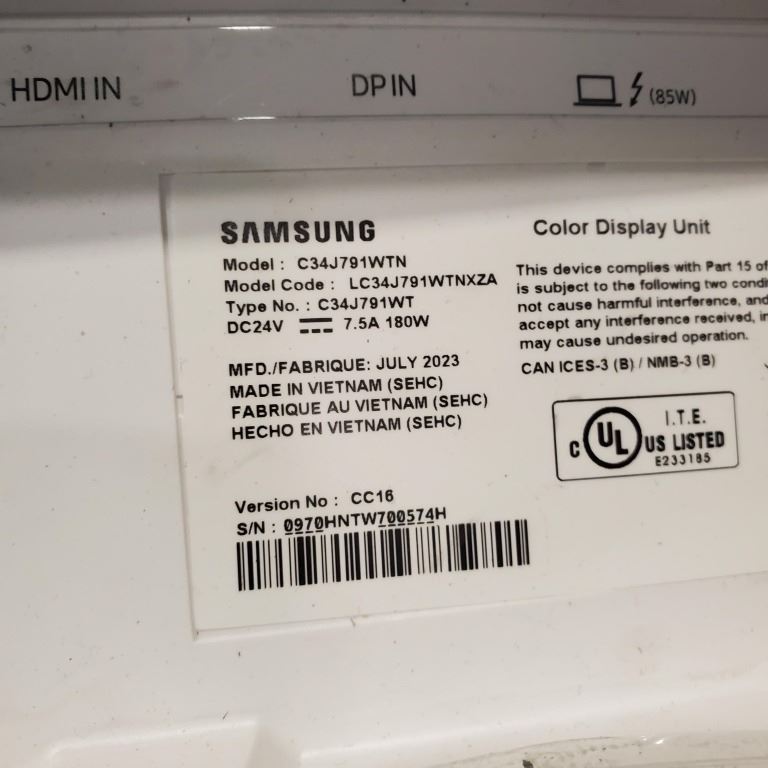 HDMI IN
DP IN
(85W)
SAMSUNG
Model : C34J791WTN
Model Code : LC34J791WTNXZA
Type No. : C34J791WT
DC24V 7.5A 180W
MFD./FABRIQUE: JULY 2023
MADE IN VIETNAM (SEHC)
FABRIQUE AU VIETNAM (SEHC)
HECHO EN VIETNAM (SEHC)
Version No : CC16
S/N : 0970HNTW700574H
Color Display Unit
This device complies with Part 15 of
is subject to the following two condi
not cause harmful interference, and
accept any interference received, in
may cause undesired operation.
CAN ICES-3 (B) / NMB-3 (B)
C UL US LISTED
I.T.E.
E233185